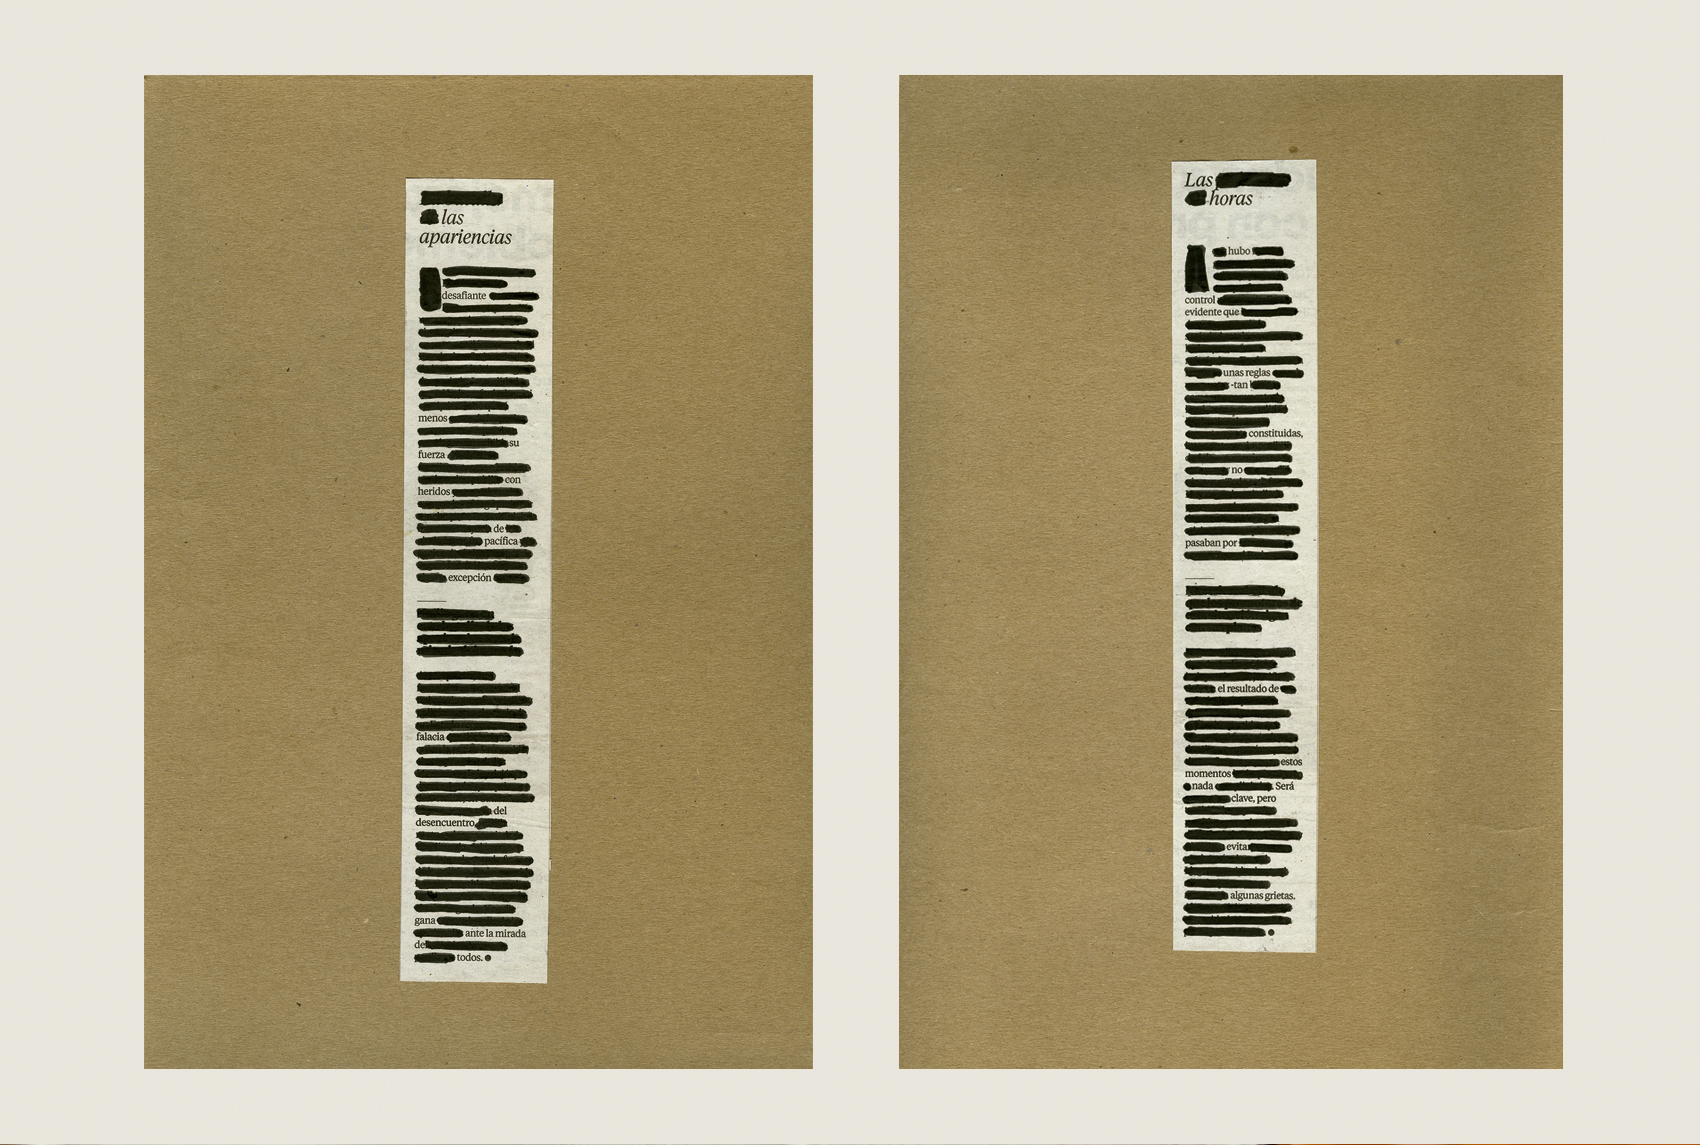 las
apariencias
desafiante
menos
su
fuerza
con
heridos
de
pacífica
excepción
falacia
del
desencuentro
gana
ante la mirada
de
todos.
Las
horas
hubo
control
evidente que
unas reglas
-tan
constituidas,
no
pasaban por
el resultado de
estos
momentos
nada Será
clave, pero
evita
algunas grietas.